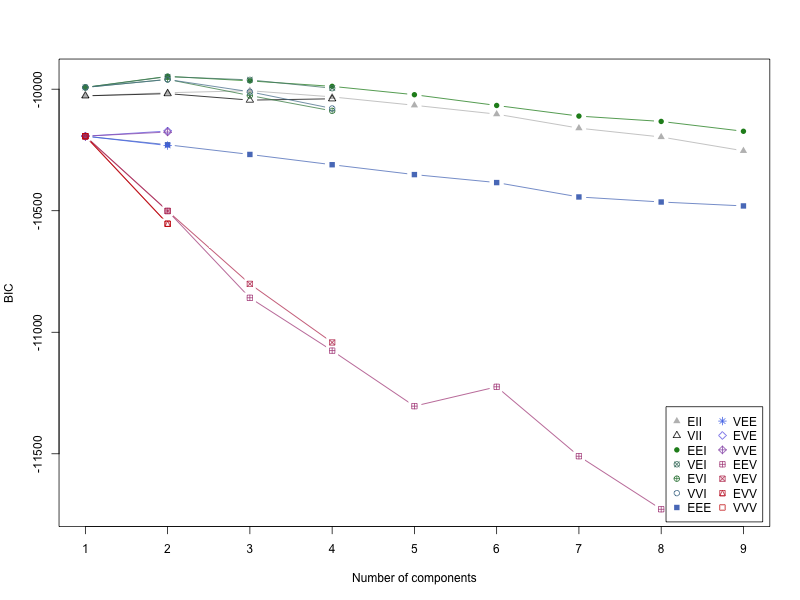 -10000
-10500
-11000
-11500
BIC
1 2 3 4 5 6 7 8 9
Number of components
EII VEE
VII EVE
EEI VVE
VEI EEV
EVI VEV
VVI EVV
EEE VVV